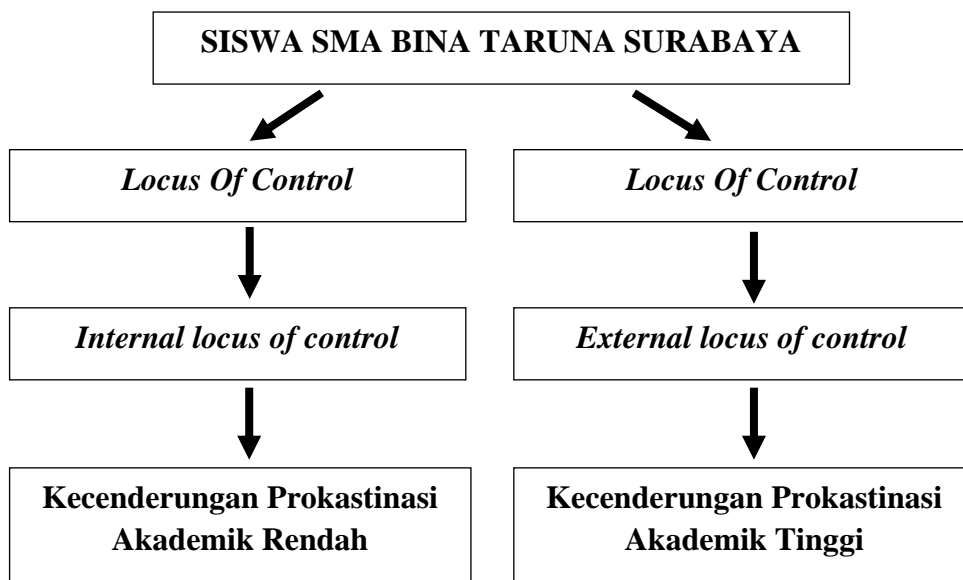 SISWA SMA BINA TARUNA SURABAYA
Locus Of Control
Locus Of Control
Internal locus of control
External locus of control
Kecenderungan Prokastinasi
Akademik Rendah
Kecenderungan Prokastinasi
Akademik Tinggi